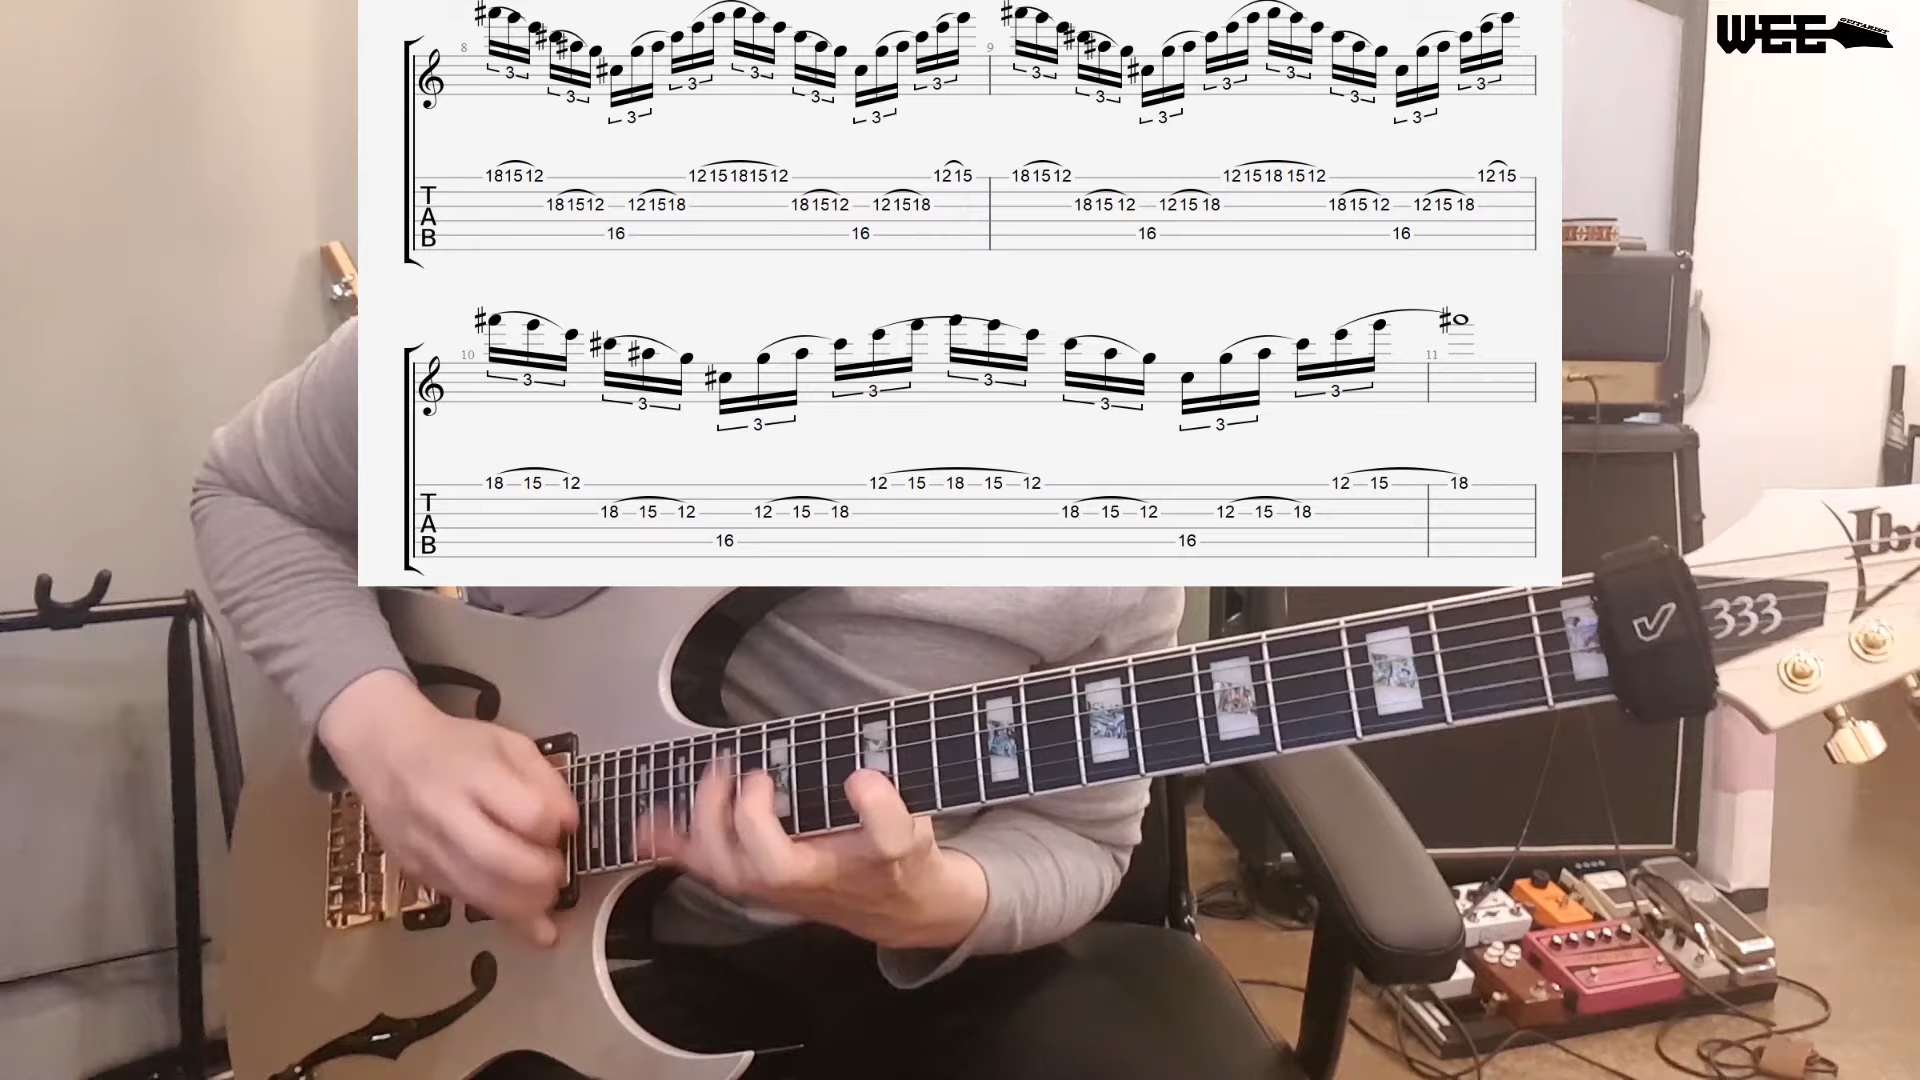 WEE GUITARIST
8 9
3 3 3 3 3 3 3 3 3 3 3 3 3 3 3 3
18 15 12 12 15 18 15 12 12 15 18 15 12 12 15 18 15 12 12 15
T 18 15 12 12 15 18 18 15 12 12 15 18 18 15 12 12 15 18 18 15 12 12 15 18
A
B 16 16 16 16
10 11
3 3 3 3 3 3 3 3
18 15 12 12 15 18 15 12 12 15 18
T 18 15 12 12 15 18 18 15 12 12 15 18
A
B 16 16
333